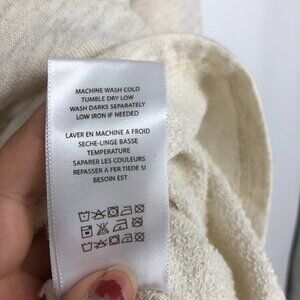 MACHINE WASH COLD
TUMBLE DRY LOW
WASH DARKS SEPARATELY
LOW IRON IF NEEDED
LAVER EN MACHINE A FROID
SECHE-LINGE BASSE
TEMPERATURE
SAPARER LES COULEURS
REPASSER A FER TIEDE SI
BESOIN EST